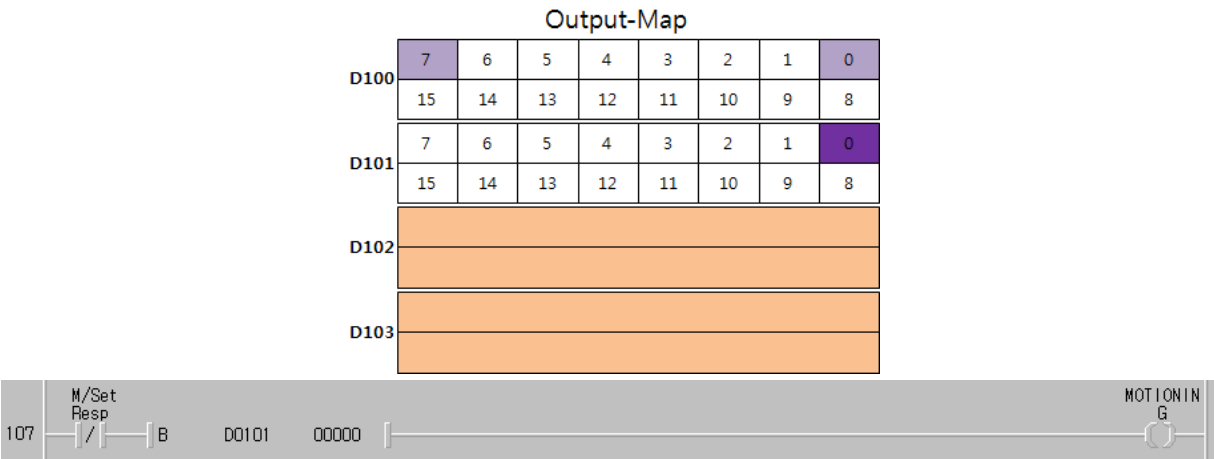 Output-Map
D100
7 6 5 4 3 2 1 0
15 14 13 12 11 10 9 8
D101
7 6 5 4 3 2 1 0
15 14 13 12 11 10 9 8
D102
D103
M/Set
Resp
MOTIONIN
G
107 / B D0101 00000